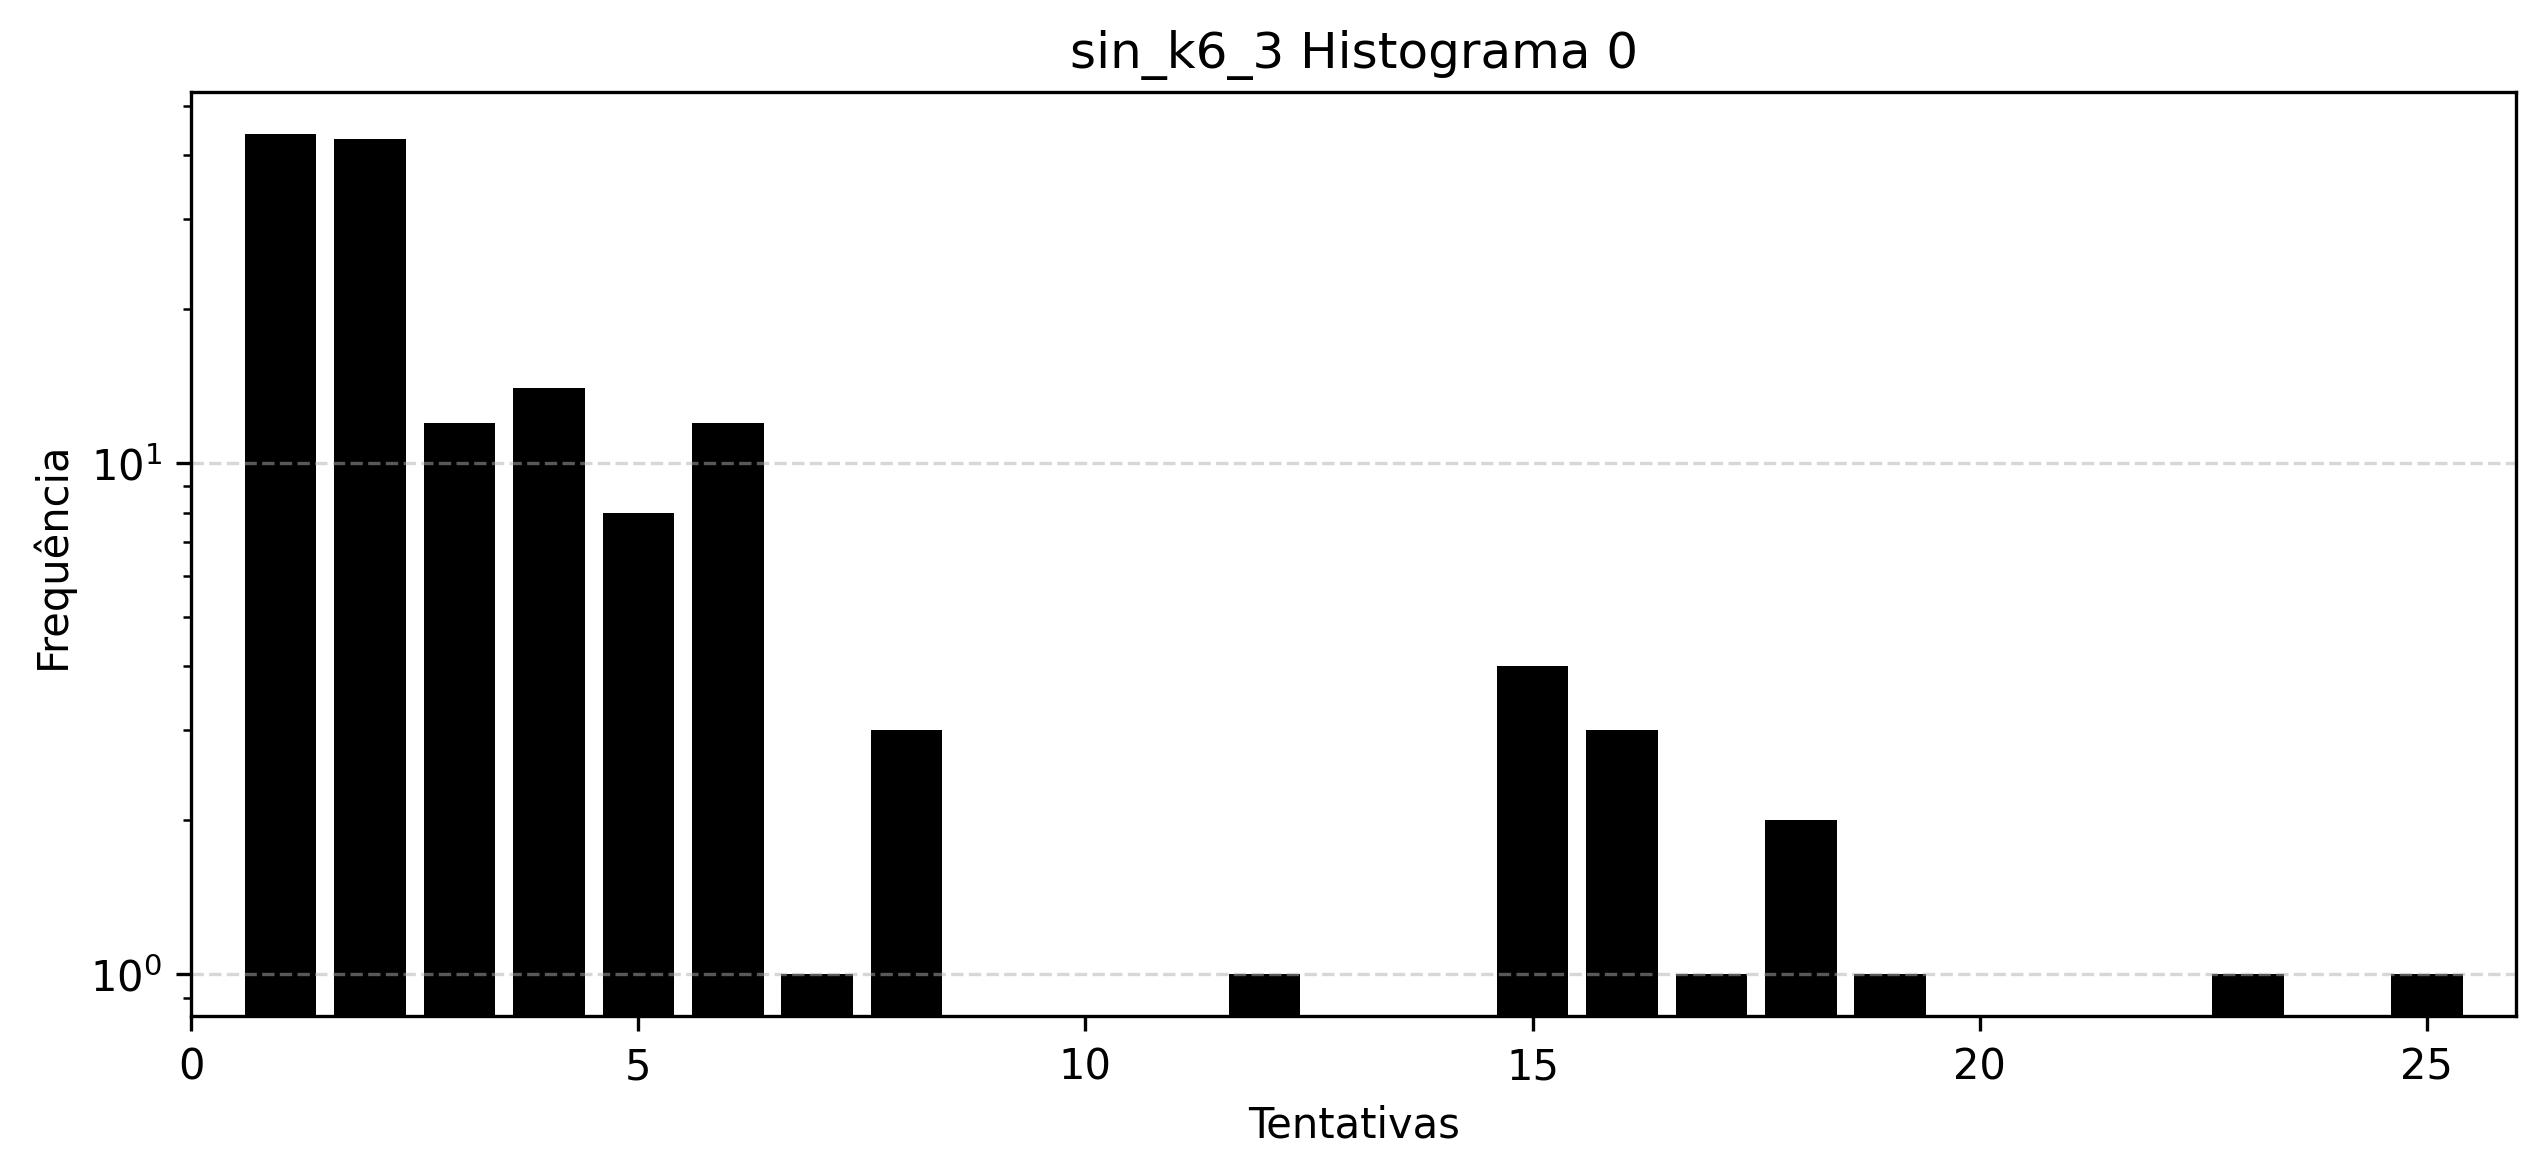 sin_k6_3 Histograma 0
Frequência
10¹
10⁰
0 5 10 15 20 25
Tentativas